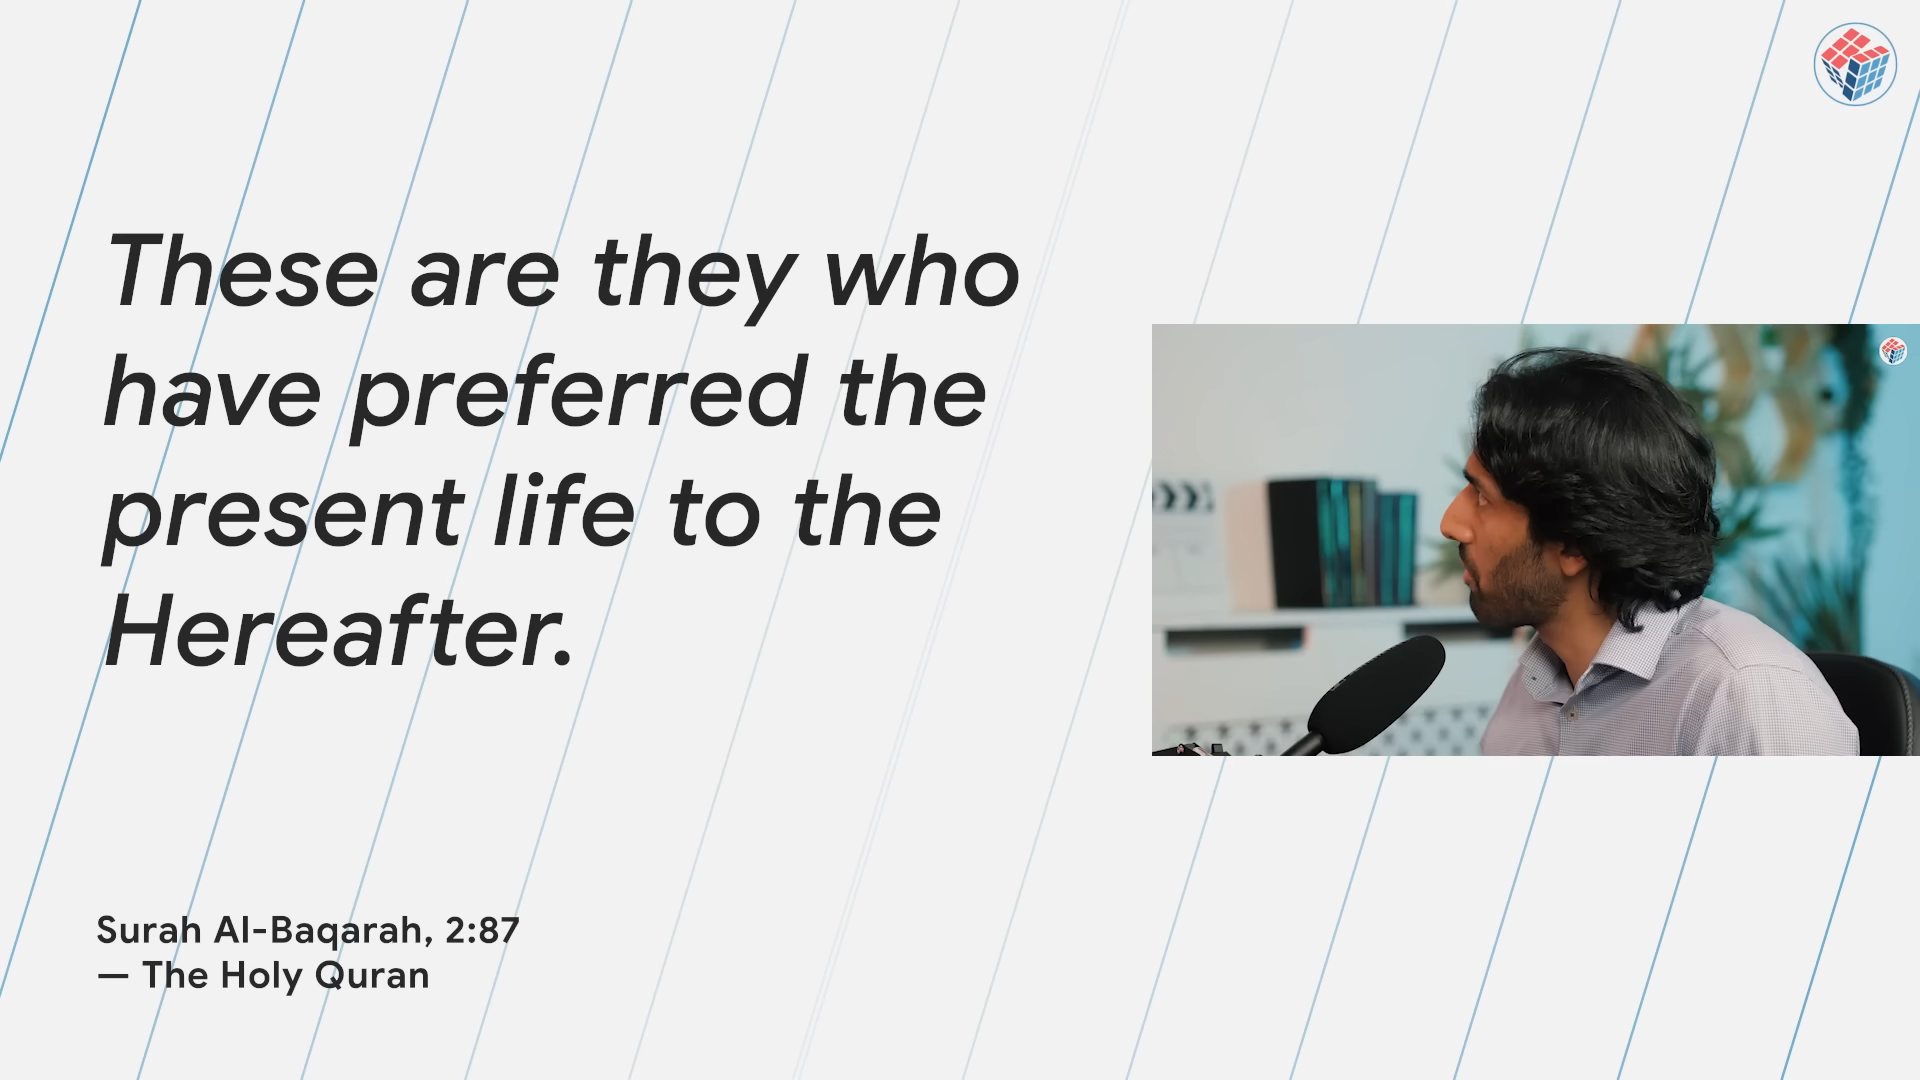 These are they who
have preferred the
present life to the
Hereafter.
Surah Al-Baqarah, 2:87
— The Holy Quran